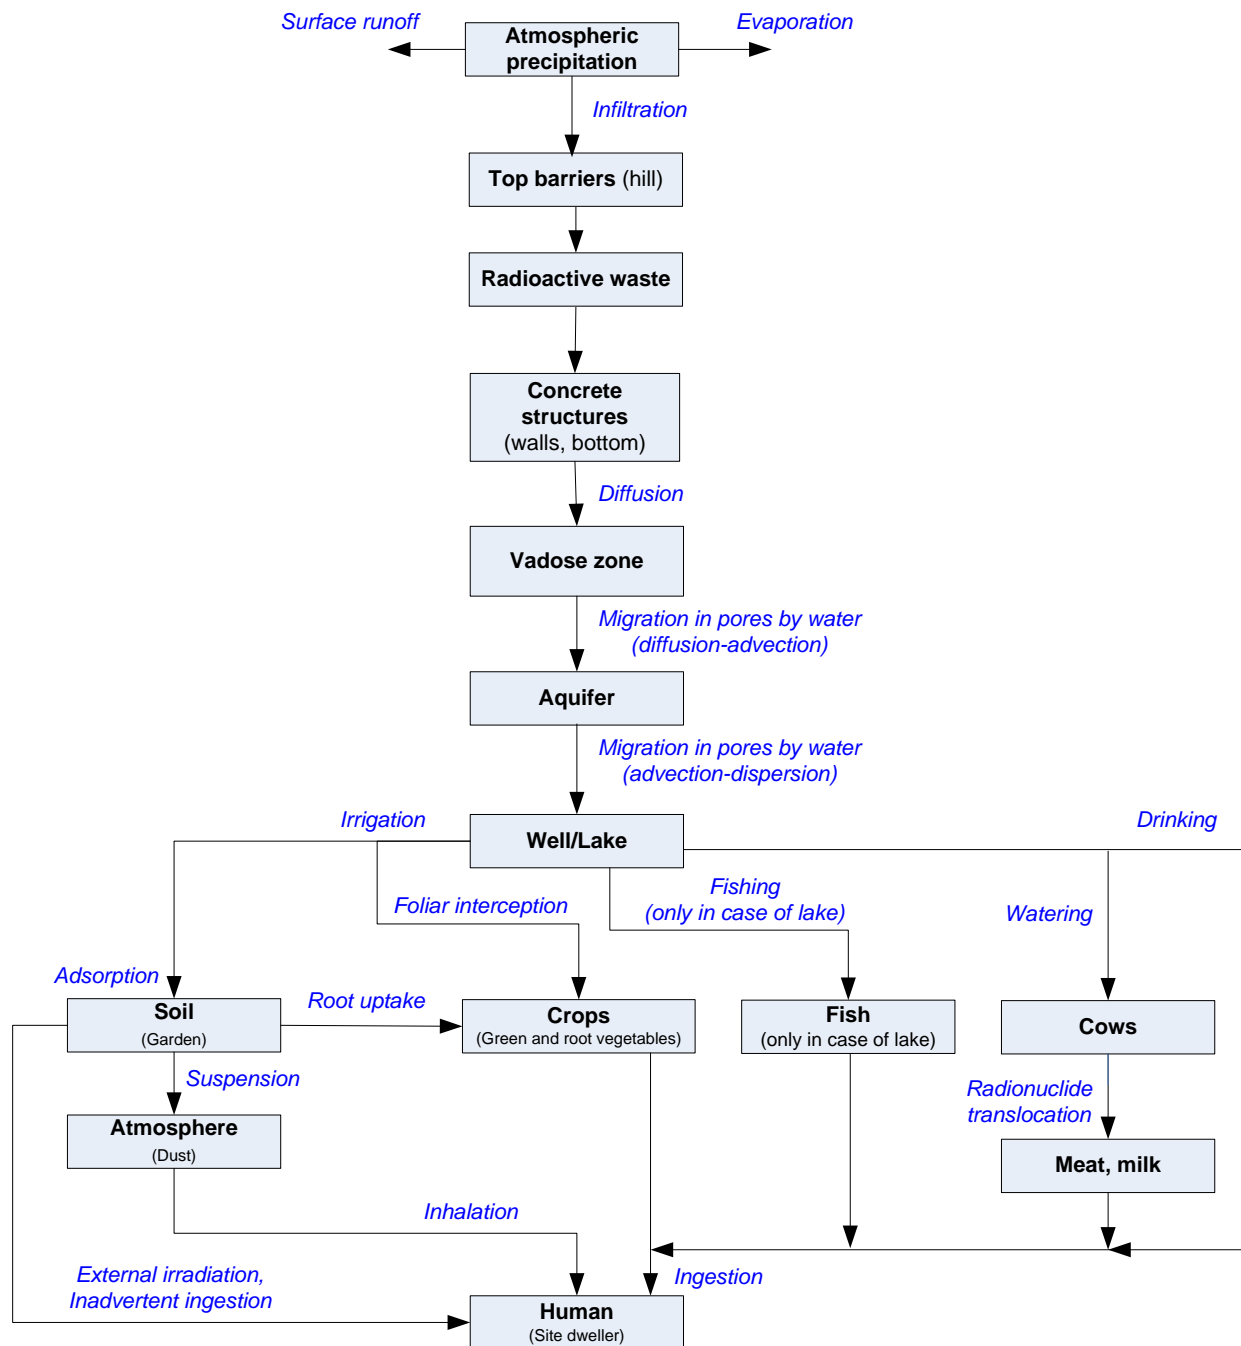 Surface runoff
Atmospheric
precipitation
Evaporation
Infiltration
Top barriers (hill)
Radioactive waste
Concrete
structures
(walls, bottom)
Diffusion
Vadose zone
Migration in pores by water
(diffusion-advection)
Aquifer
Migration in pores by water
(advection-dispersion)
Irrigation
Well/Lake
Drinking
Foliar interception
Fishing
(only in case of lake)
Watering
Adsorption
Soil
(Garden)
Root uptake
Crops
(Green and root vegetables)
Fish
(only in case of lake)
Cows
Suspension
Radionuclide
translocation
Atmosphere
(Dust)
Meat, milk
Inhalation
External irradiation,
Inadvertent ingestion
Ingestion
Human
(Site dweller)